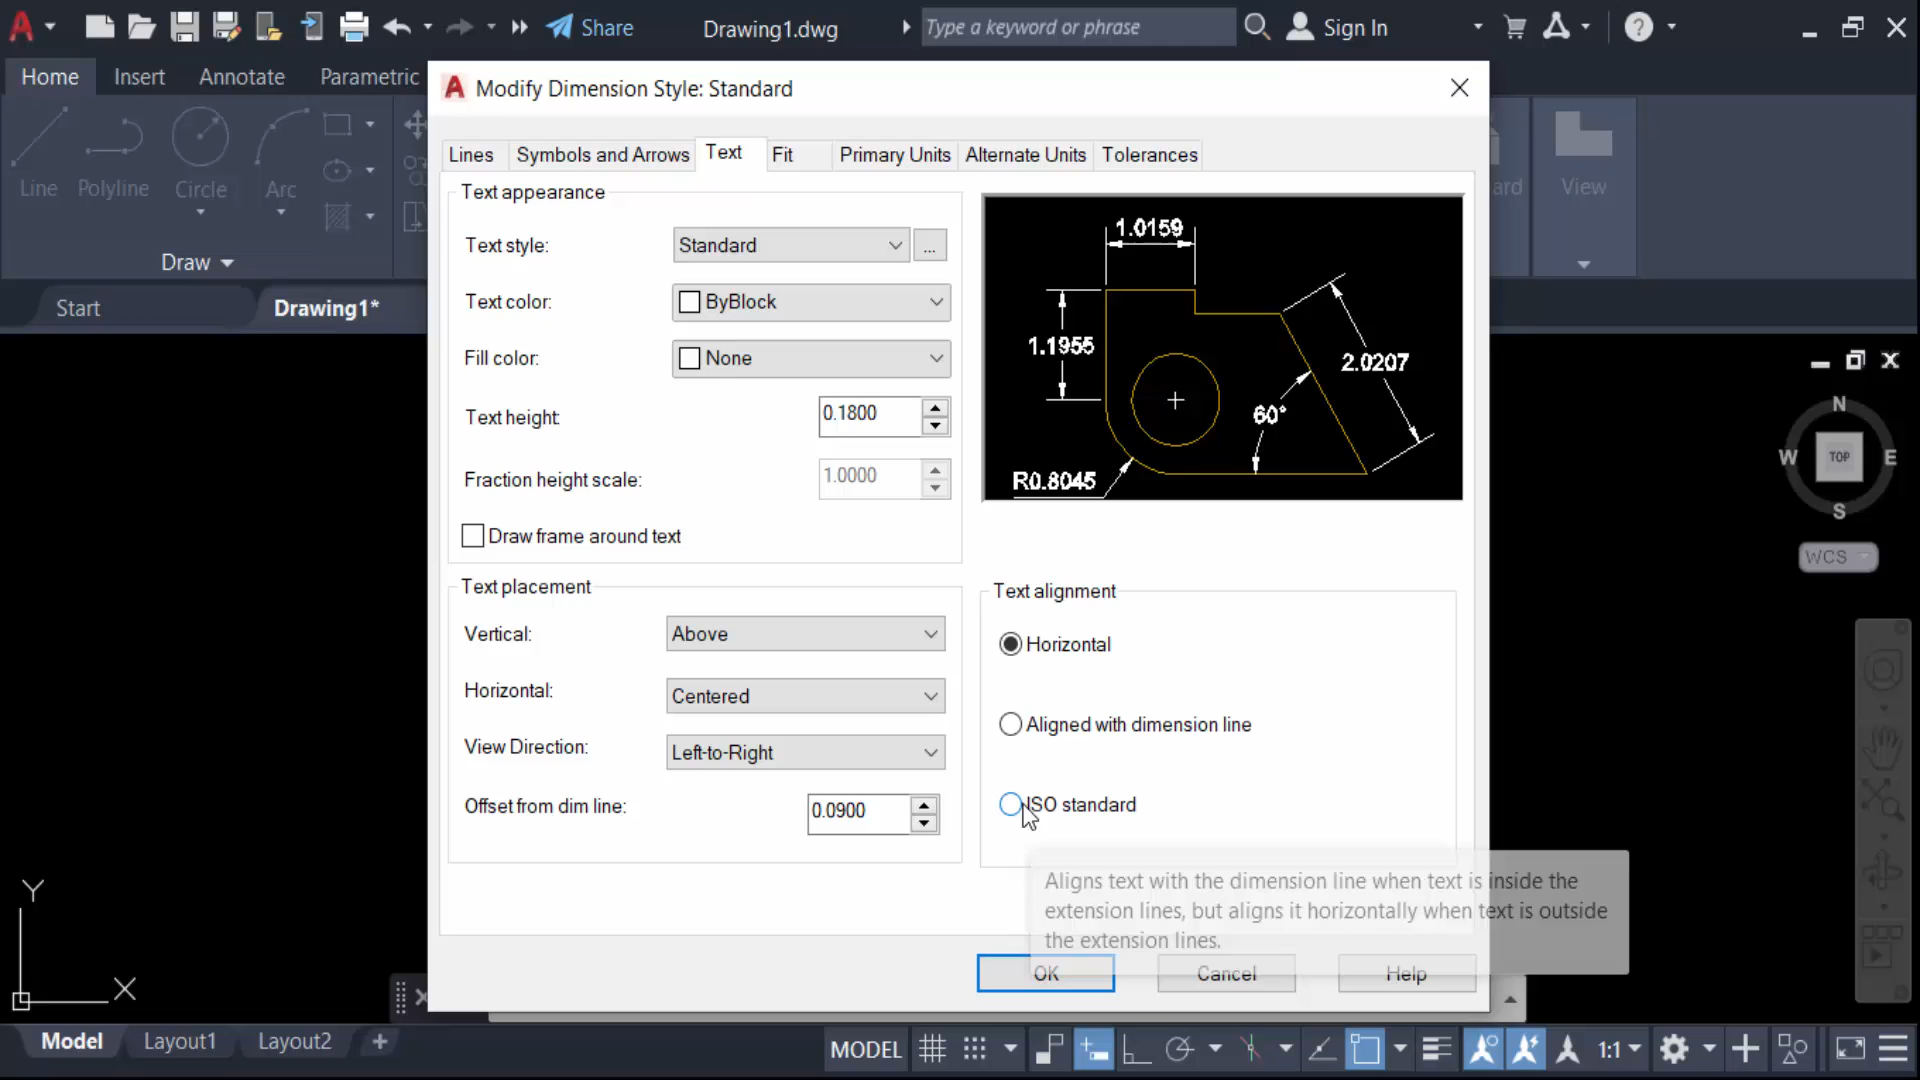 Share
Drawing1.dwg
Type a keyword or phrase
Sign In
Home
Insert
Annotate
Parametric
Modify Dimension Style: Standard
Line
Polyline
Circle
Arc
Draw
View
Start
Drawing1*
Lines
Symbols and Arrows
Text
Fit
Primary Units
Alternate Units
Tolerances
Text appearance
Text style:
Standard
...
Text color:
ByBlock
Fill color:
None
Text height:
0.1800
Fraction height scale:
1.0000
Draw frame around text
1.0159
1.1955
2.0207
60°
R0.8045
Text placement
Vertical:
Above
Horizontal:
Centered
View Direction:
Left-to-Right
Offset from dim line:
0.0900
Text alignment
Horizontal
Aligned with dimension line
ISO standard
Aligns text with the dimension line when text is inside the
extension lines, but aligns it horizontally when text is outside
the extension lines.
OK
Cancel
Help
N
W
TOP
E
S
WCS
Y
X
Model
Layout1
Layout2
MODEL
1:1